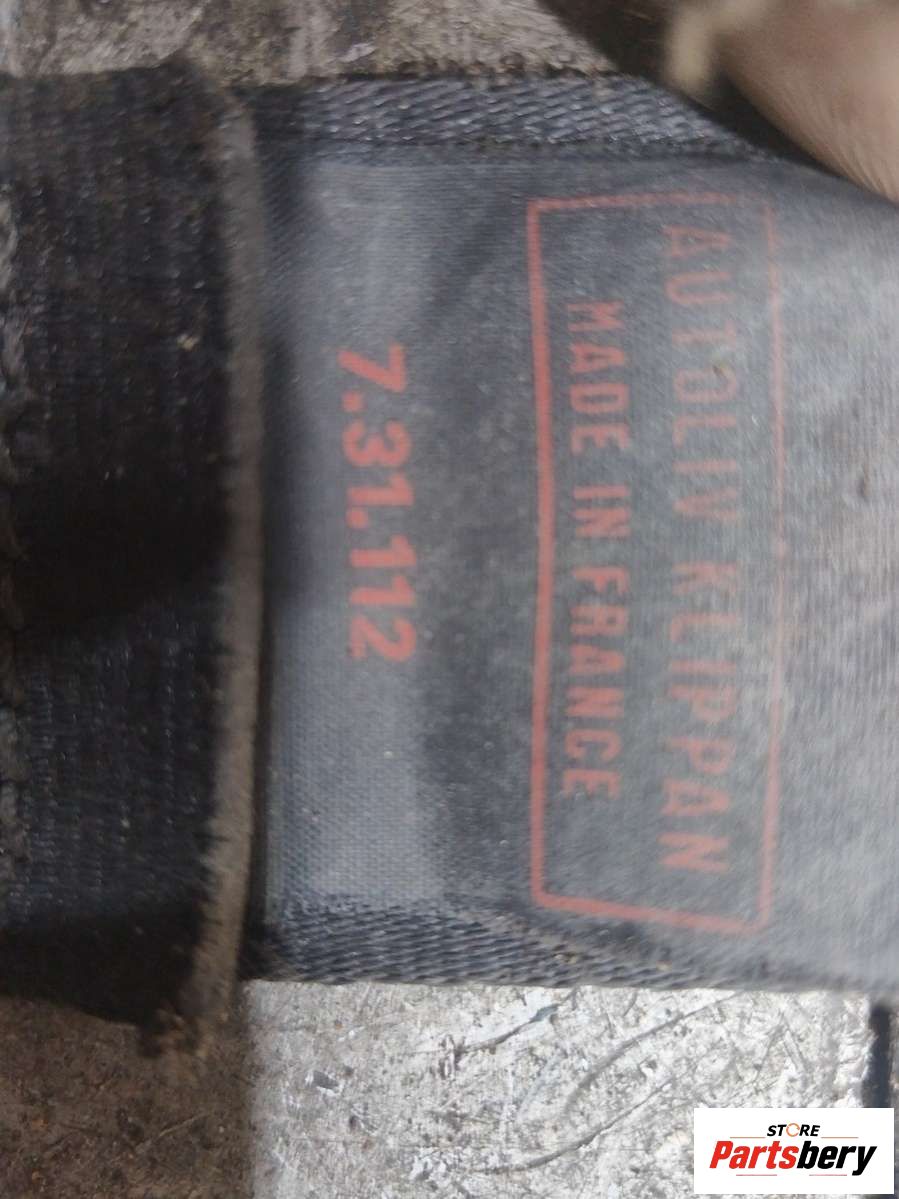 AUTOLIV KLIPPAN
MADE IN FRANCE
7.31.112
STORE
Partsbery